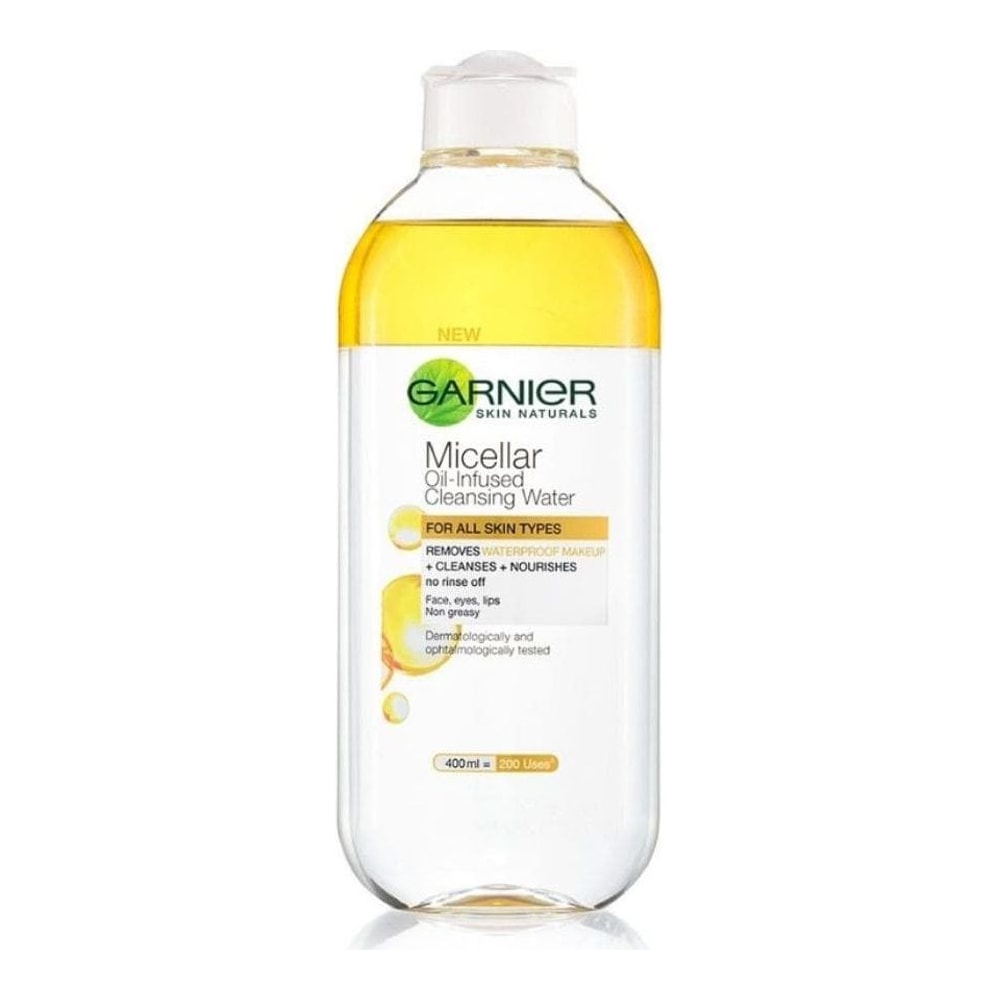 NEW
GARNIER
SKIN NATURALS
Micellar
Oil-Infused
Cleansing Water
FOR ALL SKIN TYPES
REMOVES WATERPROOF MAKEUP
+ CLEANSES + NOURISHES
no rinse off
Face, eyes, lips
Non greasy
Dermatologically and
ophtalmologically tested
400ml = 200 Uses*